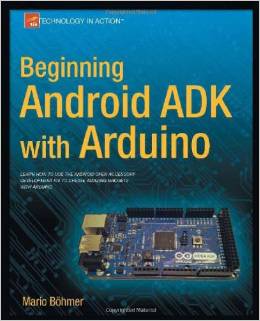 TECHNOLOGY IN ACTION™
Beginning
Android ADK
with Arduino
LEARN HOW TO USE THE ANDROID OPEN ACCESSORY
DEVELOPMENT KIT TO CREATE AMAZING GADGETS
WITH ARDUINO
Mario Böhmer